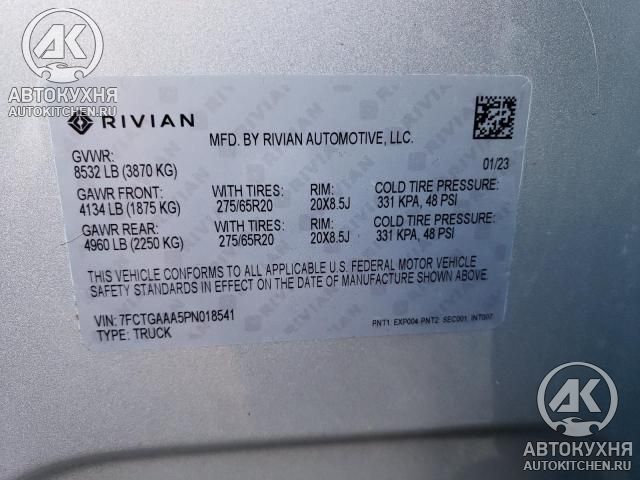 АК
АВТОКУХНЯ
AUTOKITCHEN.RU
RIVIAN
MFD. BY RIVIAN AUTOMOTIVE, LLC.
GVWR:
8532 LB (3870 KG)
01/23
GAWR FRONT: WITH TIRES: RIM: COLD TIRE PRESSURE:
4134 LB (1875 KG) 275/65R20 20X8.5J 331 KPA, 48 PSI
GAWR REAR: WITH TIRES: RIM: COLD TIRE PRESSURE:
4960 LB (2250 KG) 275/65R20 20X8.5J 331 KPA, 48 PSI
THIS VEHICLE CONFORMS TO ALL APPLICABLE U.S. FEDERAL MOTOR VEHICLE
SAFETY STANDARDS IN EFFECT ON THE DATE OF MANUFACTURE SHOWN ABOVE.
VIN: 7FCTGAAA5PN018541
TYPE: TRUCK
PNT1: EXP004 PNT2: SEC001, INT007
АК
АВТОКУХНЯ
AUTOKITCHEN.RU